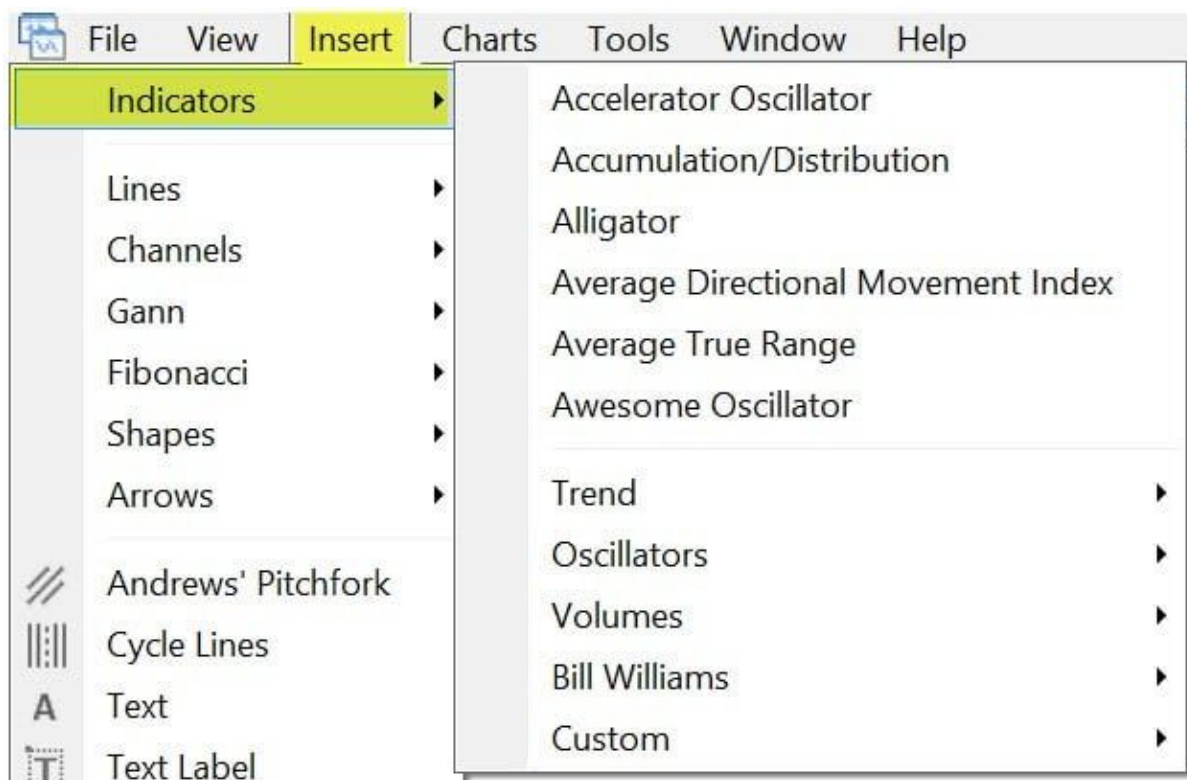 File View Insert Charts Tools Window Help
Indicators
Lines
Channels
Gann
Fibonacci
Shapes
Arrows
Andrews' Pitchfork
Cycle Lines
A Text
T Text Label
Accelerator Oscillator
Accumulation/Distribution
Alligator
Average Directional Movement Index
Average True Range
Awesome Oscillator
Trend
Oscillators
Volumes
Bill Williams
Custom